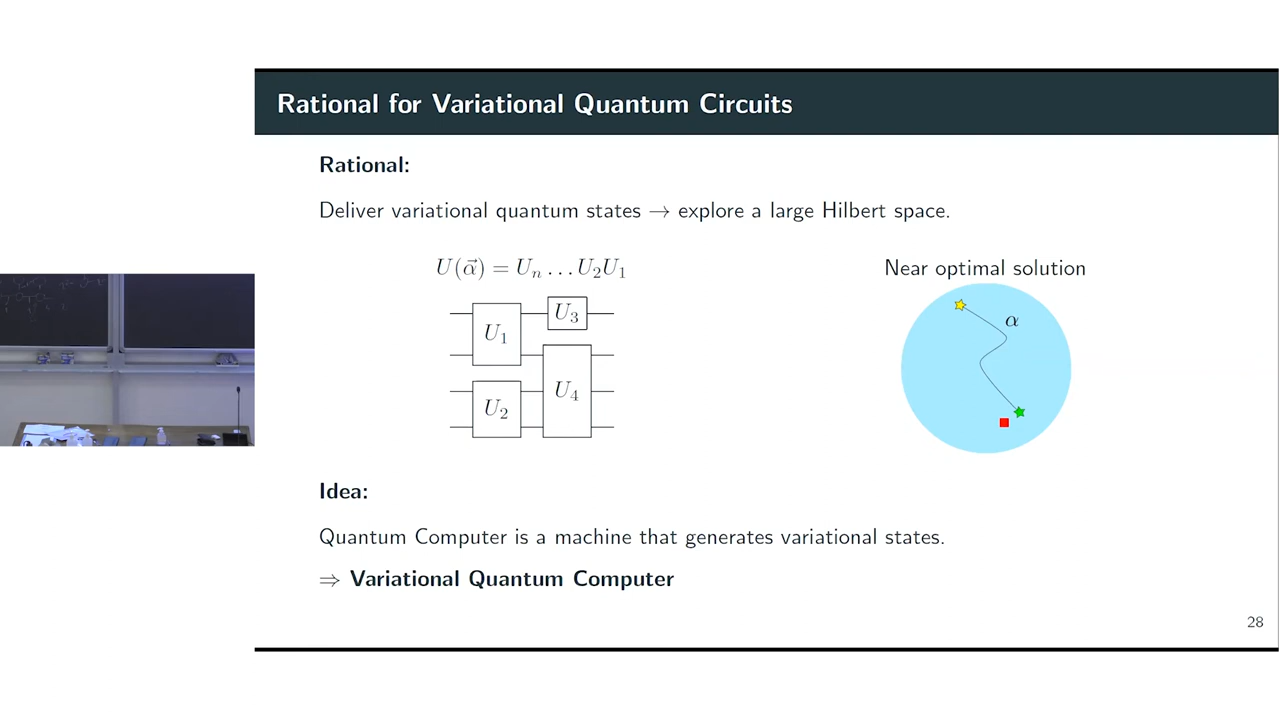 Rational for Variational Quantum Circuits
Rational:
Deliver variational quantum states → explore a large Hilbert space.
U(α⃗) = Uₙ … U₂U₁
Near optimal solution
U₁
U₃
U₂
U₄
α
Idea:
Quantum Computer is a machine that generates variational states.
⇒ Variational Quantum Computer
28